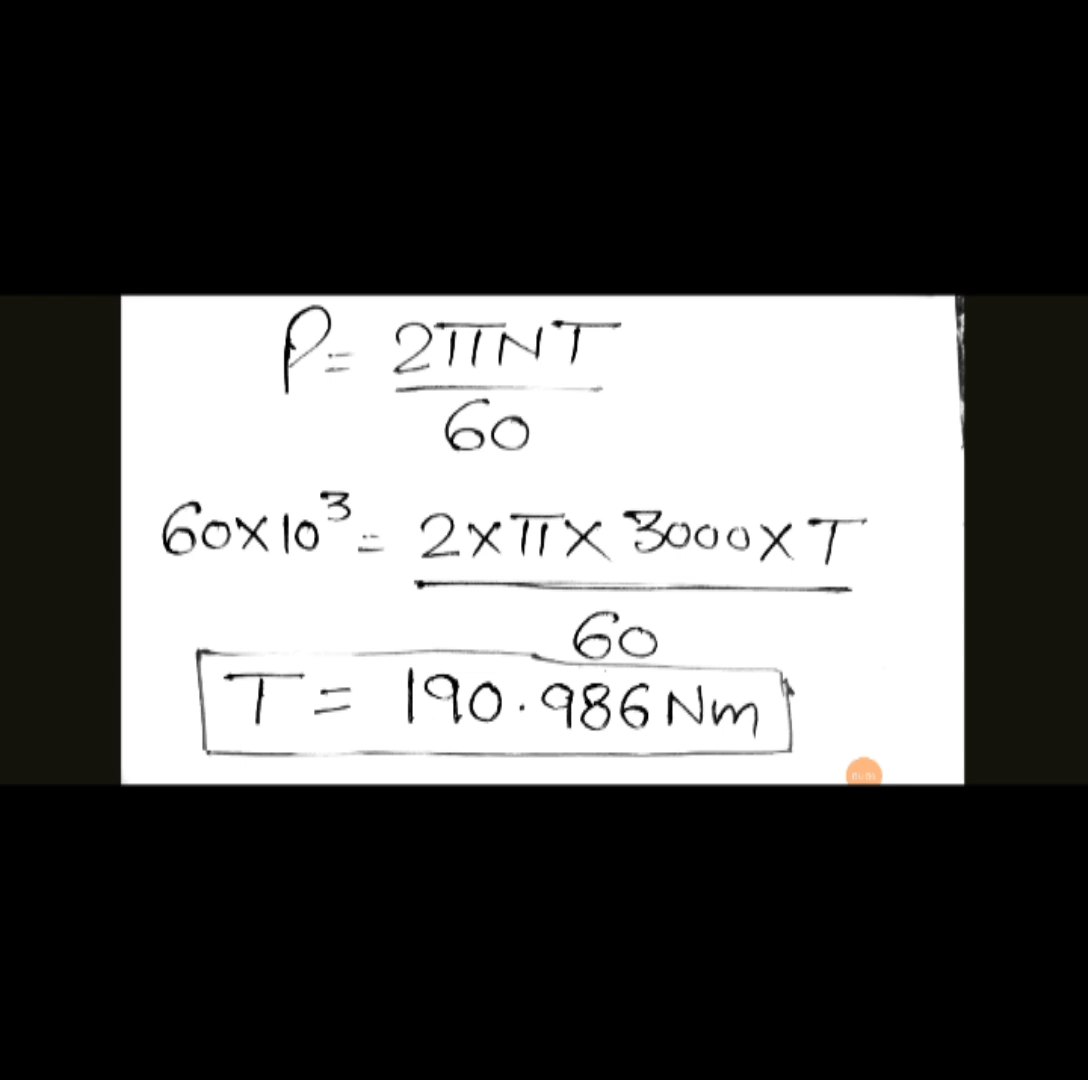 P = 2πNT
60
60×10³ = 2×π×3000×T
60
T = 190.986 Nm